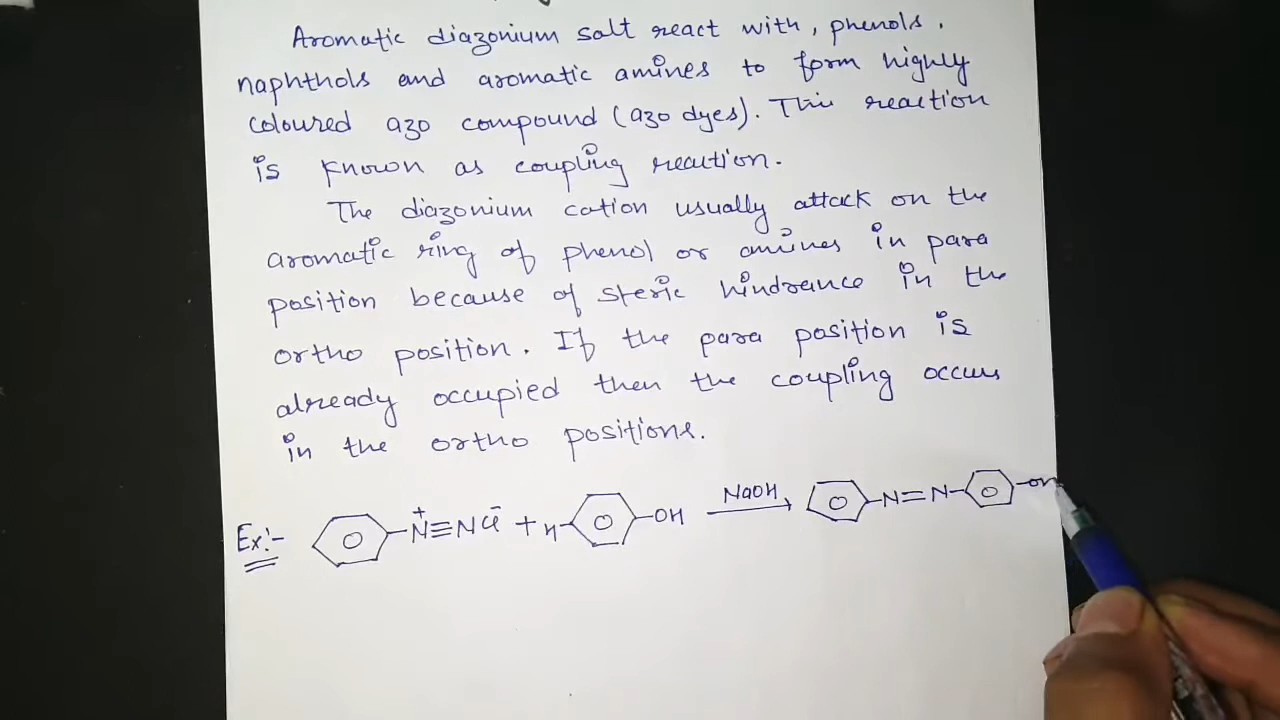 Aromatic diazonium salt react with, phenols,
naphthols and aromatic amines to form highly
coloured azo compound (azo dyes). This reaction
is known as coupling reaction.
The diazonium cation usually attack on the
aromatic ring of phenol or amines in para
position because of steric hindrance in the
ortho position. If the para position is
already occupied then the coupling occurs
in the ortho positions.
Ex:- N⁺≡NCl⁻ + H-OH NaOH → N=N-OH